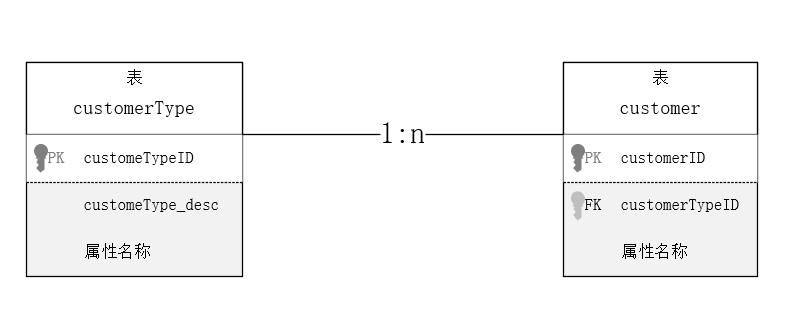 表
customerType
PK customeTypeID
customeType_desc
属性名称
1:n
表
customer
PK customerID
FK customerTypeID
属性名称